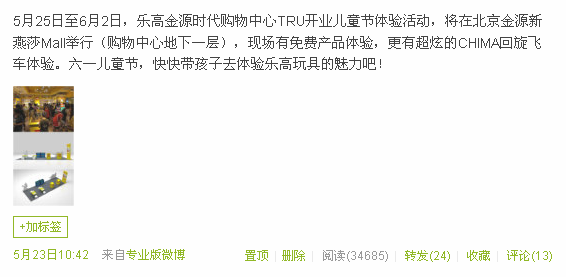 5月25日至6月2日，乐高金源时代购物中心TRU开业儿童节体验活动，将在北京金源新
燕莎Mall举行（购物中心地下一层），现场有免费产品体验，更有超炫的CHIMA回旋飞
车体验。六一儿童节，快快带孩子去体验乐高玩具的魅力吧！
+加标签
5月23日10:42 来自专业版微博 置顶 | 删除 | 阅读(34685) | 转发(24) | 收藏 | 评论(13)